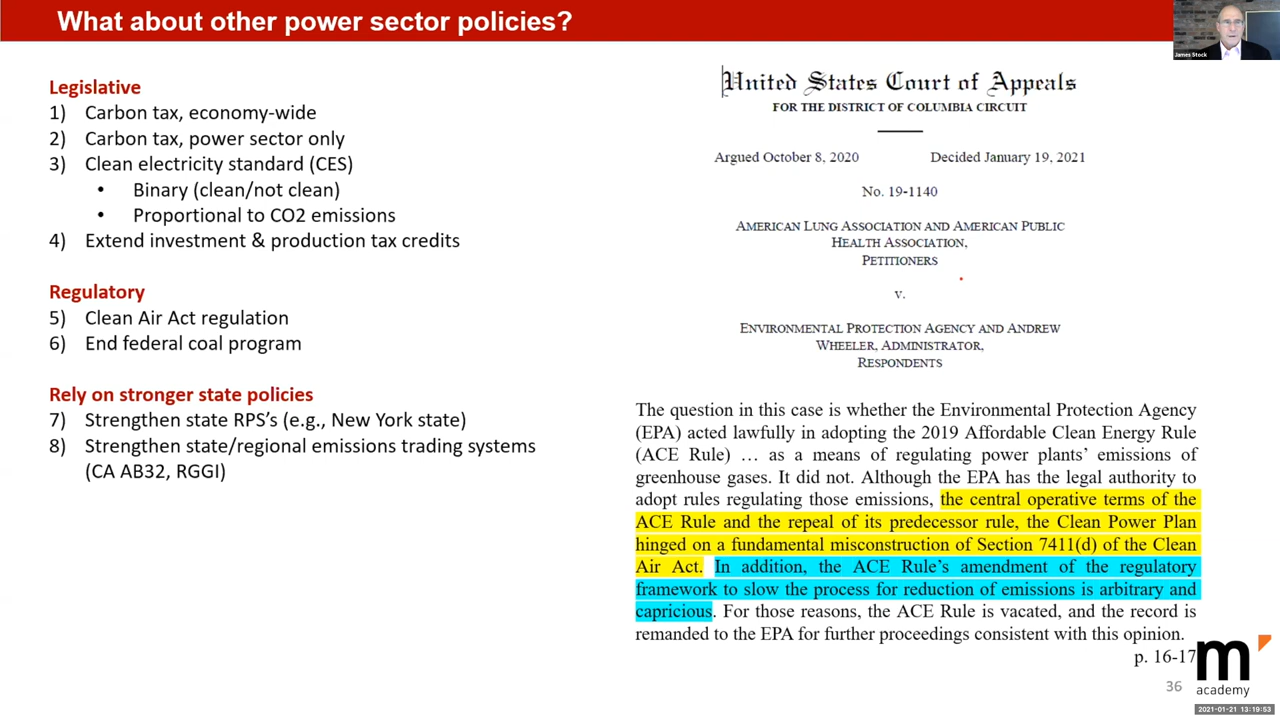 What about other power sector policies?
James Stock
Legislative
1) Carbon tax, economy-wide
2) Carbon tax, power sector only
3) Clean electricity standard (CES)
• Binary (clean/not clean)
• Proportional to CO2 emissions
4) Extend investment & production tax credits
Regulatory
5) Clean Air Act regulation
6) End federal coal program
Rely on stronger state policies
7) Strengthen state RPS's (e.g., New York state)
8) Strengthen state/regional emissions trading systems
(CA AB32, RGGI)
United States Court of Appeals
FOR THE DISTRICT OF COLUMBIA CIRCUIT
Argued October 8, 2020 Decided January 19, 2021
No. 19-1140
AMERICAN LUNG ASSOCIATION AND AMERICAN PUBLIC
HEALTH ASSOCIATION,
PETITIONERS
v.
ENVIRONMENTAL PROTECTION AGENCY AND ANDREW
WHEELER, ADMINISTRATOR,
RESPONDENTS
The question in this case is whether the Environmental Protection Agency
(EPA) acted lawfully in adopting the 2019 Affordable Clean Energy Rule
(ACE Rule) … as a means of regulating power plants' emissions of
greenhouse gases. It did not. Although the EPA has the legal authority to
adopt rules regulating those emissions, the central operative terms of the
ACE Rule and the repeal of its predecessor rule, the Clean Power Plan
hinged on a fundamental misconstruction of Section 7411(d) of the Clean
Air Act. In addition, the ACE Rule's amendment of the regulatory
framework to slow the process for reduction of emissions is arbitrary and
capricious. For those reasons, the ACE Rule is vacated, and the record is
remanded to the EPA for further proceedings consistent with this opinion.
p. 16-17
36
m
academy
2021-01-21 13:19:53